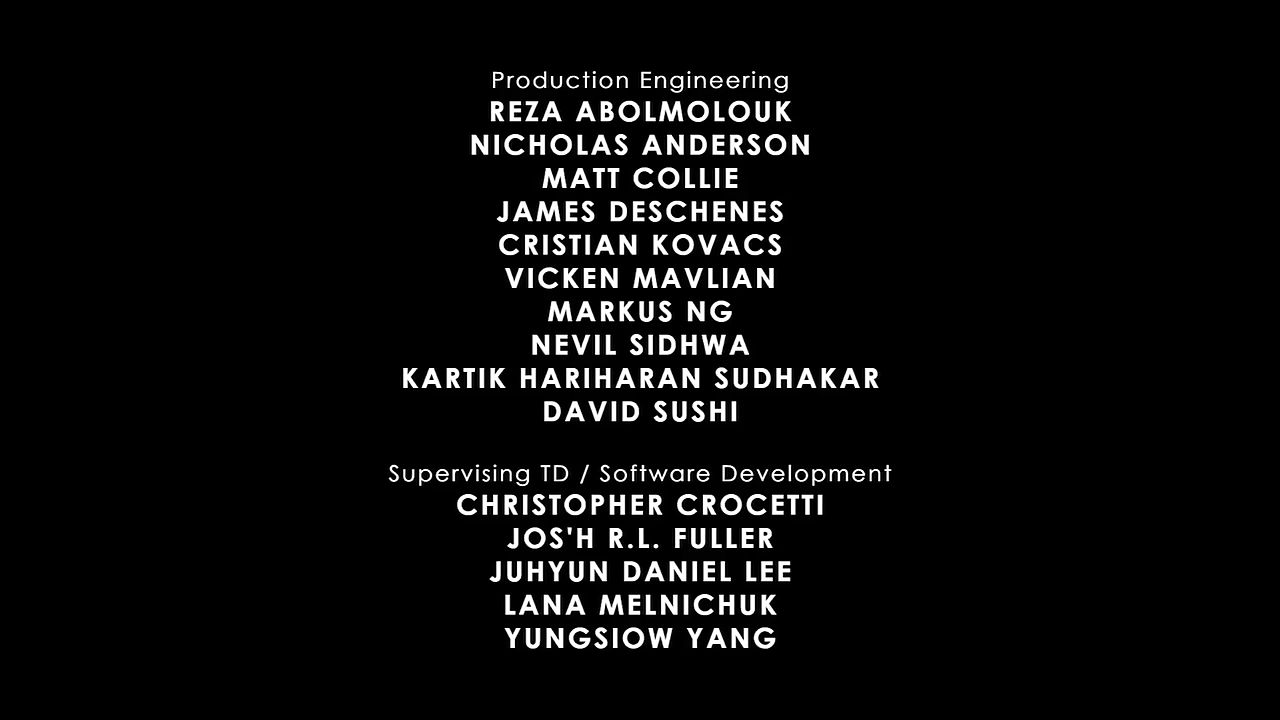 Production Engineering
REZA ABOLMOLOUK
NICHOLAS ANDERSON
MATT COLLIE
JAMES DESCHENES
CRISTIAN KOVACS
VICKEN MAVLIAN
MARKUS NG
NEVIL SIDHWA
KARTIK HARIHARAN SUDHAKAR
DAVID SUSHI
Supervising TD / Software Development
CHRISTOPHER CROCETTI
JOS'H R.L. FULLER
JUHYUN DANIEL LEE
LANA MELNICHUK
YUNGSIOW YANG